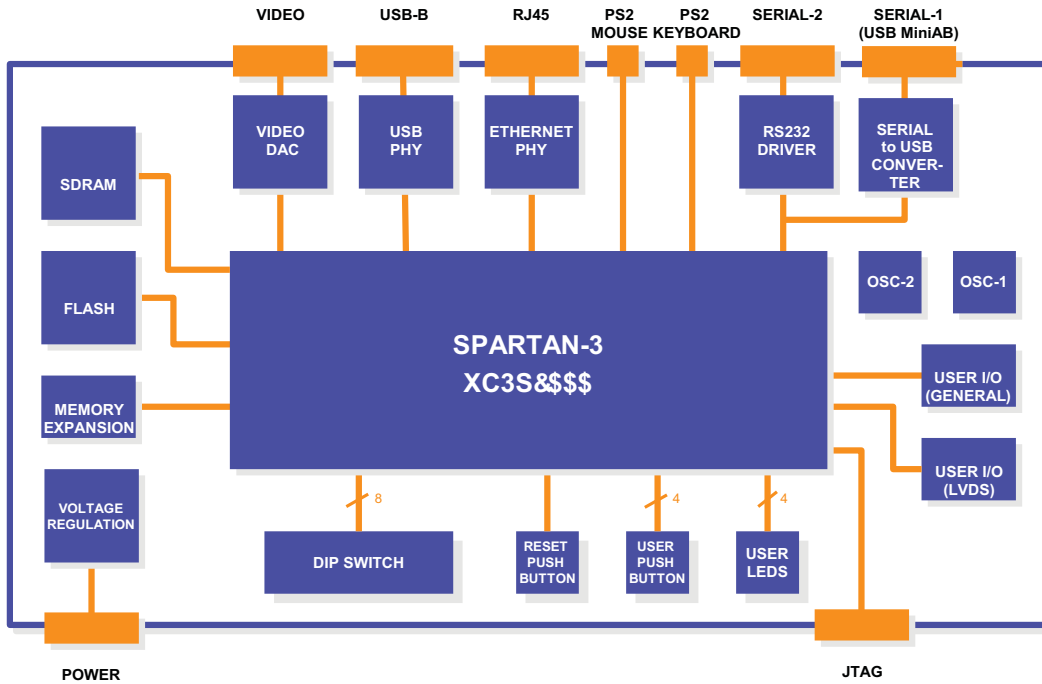 VIDEO
USB-B
RJ45
PS2
MOUSE
PS2
KEYBOARD
SERIAL-2
SERIAL-1
(USB MiniAB)
VIDEO
DAC
USB
PHY
ETHERNET
PHY
RS232
DRIVER
SERIAL
to USB
CONVER-
TER
SDRAM
FLASH
MEMORY
EXPANSION
VOLTAGE
REGULATION
SPARTAN-3
XC3S&$$$
OSC-2
OSC-1
USER I/O
(GENERAL)
USER I/O
(LVDS)
8
4
4
DIP SWITCH
RESET
PUSH
BUTTON
USER
PUSH
BUTTON
USER
LEDS
POWER
JTAG